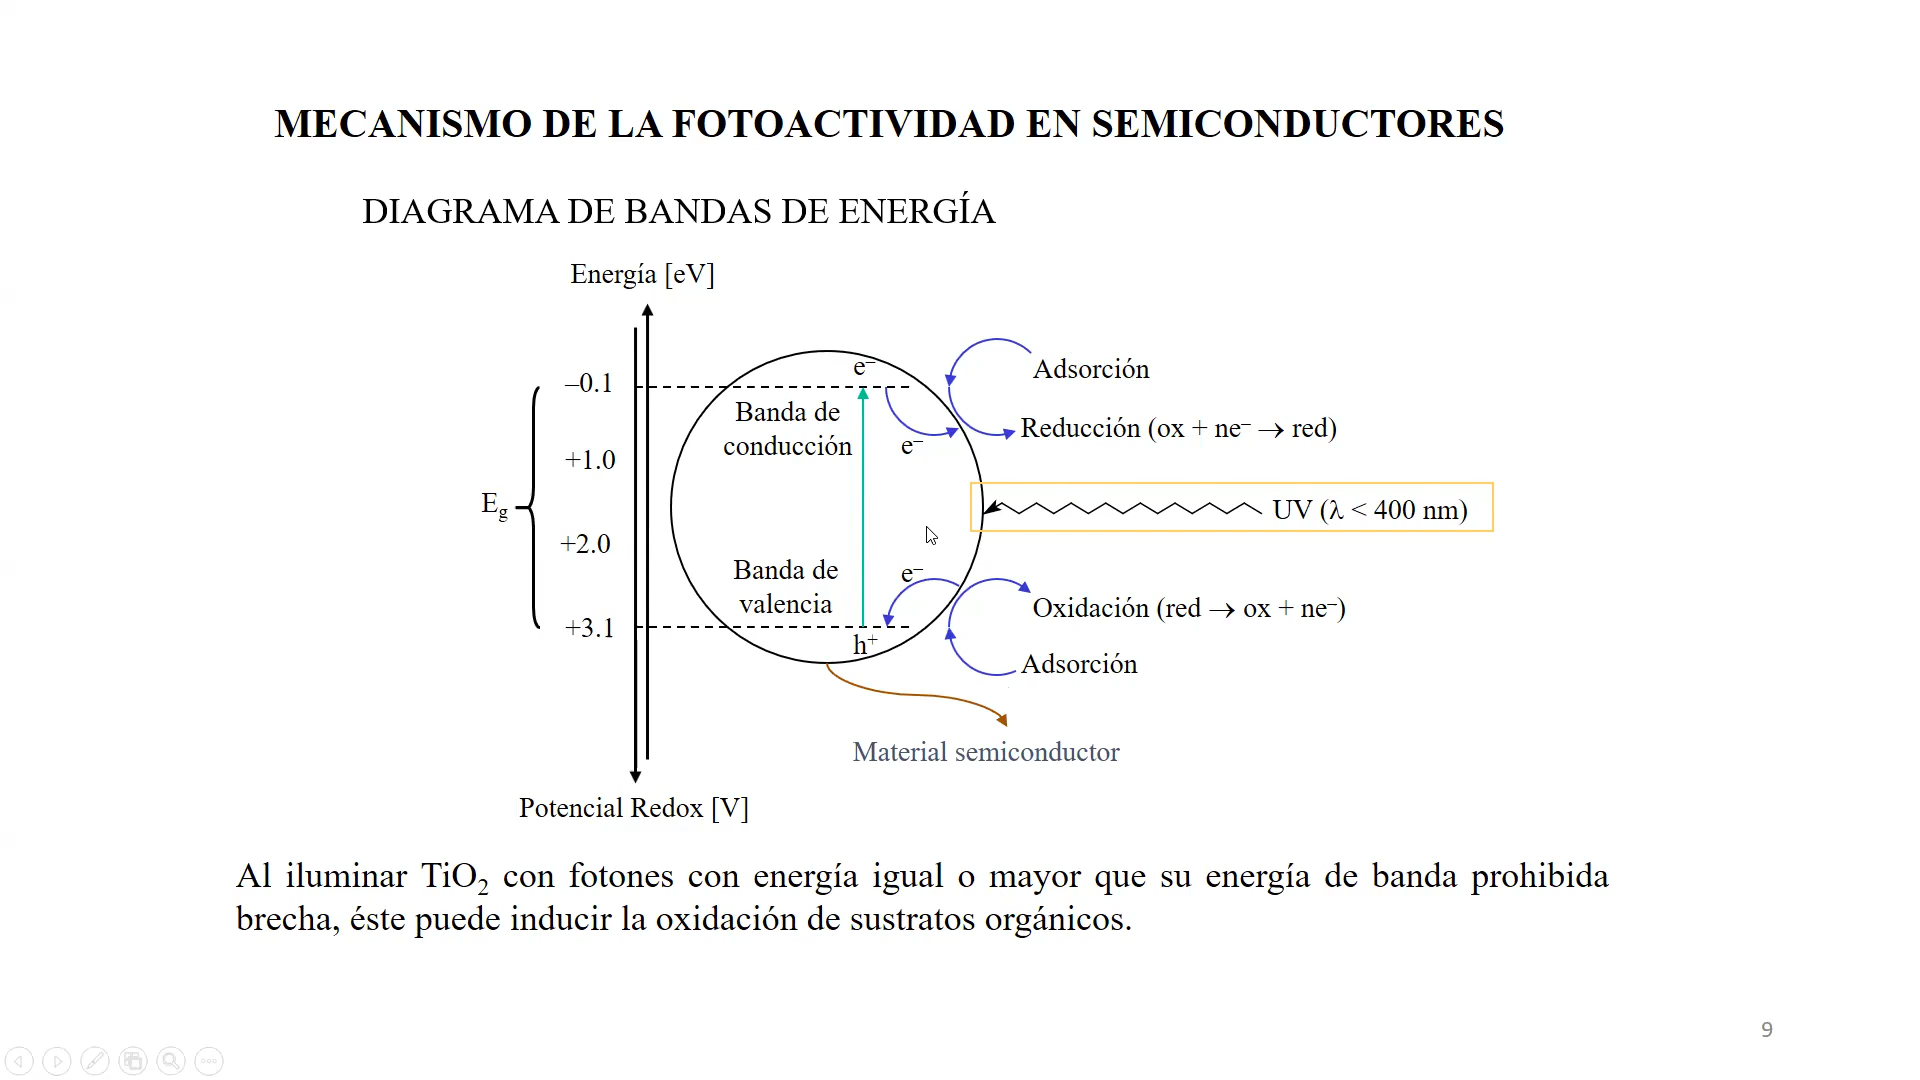 MECANISMO DE LA FOTOACTIVIDAD EN SEMICONDUCTORES
DIAGRAMA DE BANDAS DE ENERGÍA
Energía [eV]
–0.1
+1.0
E_g
+2.0
+3.1
e⁻
Banda de
conducción
e⁻
Adsorción
Reducción (ox + ne⁻ → red)
UV (λ < 400 nm)
Banda de
valencia
e⁻
h⁺
Oxidación (red → ox + ne⁻)
Adsorción
Material semiconductor
Potencial Redox [V]
Al iluminar TiO₂ con fotones con energía igual o mayor que su energía de banda prohibida
brecha, éste puede inducir la oxidación de sustratos orgánicos.
9